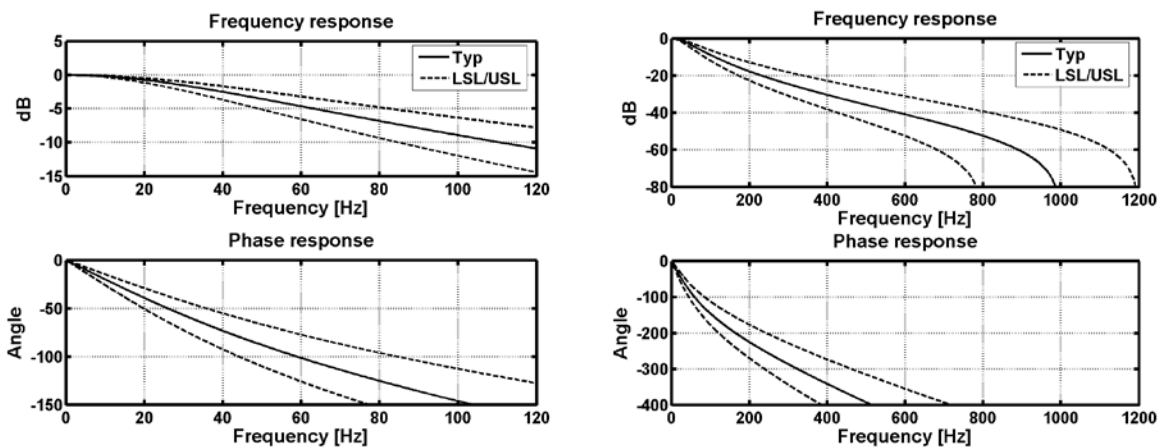 Frequency response
5
0
-5
-10
-15
dB
Typ
LSL/USL
0 20 40 60 80 100 120
Frequency [Hz]
Phase response
0
-50
-100
-150
Angle
0 20 40 60 80 100 120
Frequency [Hz]
Frequency response
0
-20
-40
-60
-80
dB
Typ
LSL/USL
0 200 400 600 800 1000 1200
Frequency [Hz]
Phase response
0
-100
-200
-300
-400
Angle
0 200 400 600 800 1000 1200
Frequency [Hz]